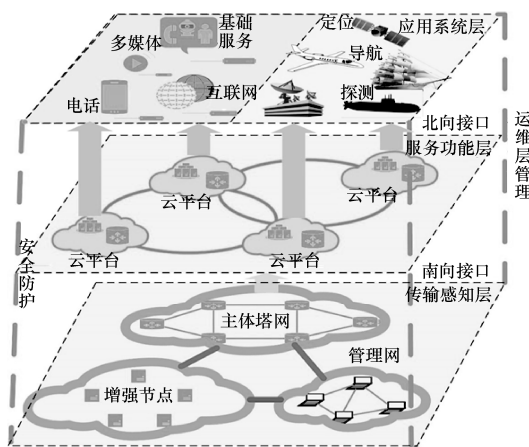 基础
服务
多媒体
电话
互联网
定位
应用系统层
导航
探测
北向接口
服务功能层
云平台
云平台
云平台
云平台
运维层管理
安全防护
南向接口
传输感知层
主体塔网
管理网
增强节点